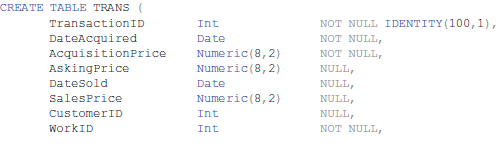 CREATE TABLE TRANS (
TransactionID Int NOT NULL IDENTITY(100,1),
DateAcquired Date NOT NULL,
AcquisitionPrice Numeric(8,2) NOT NULL,
AskingPrice Numeric(8,2) NULL,
DateSold Date NULL,
SalesPrice Numeric(8,2) NULL,
CustomerID Int NULL,
WorkID Int NOT NULL,